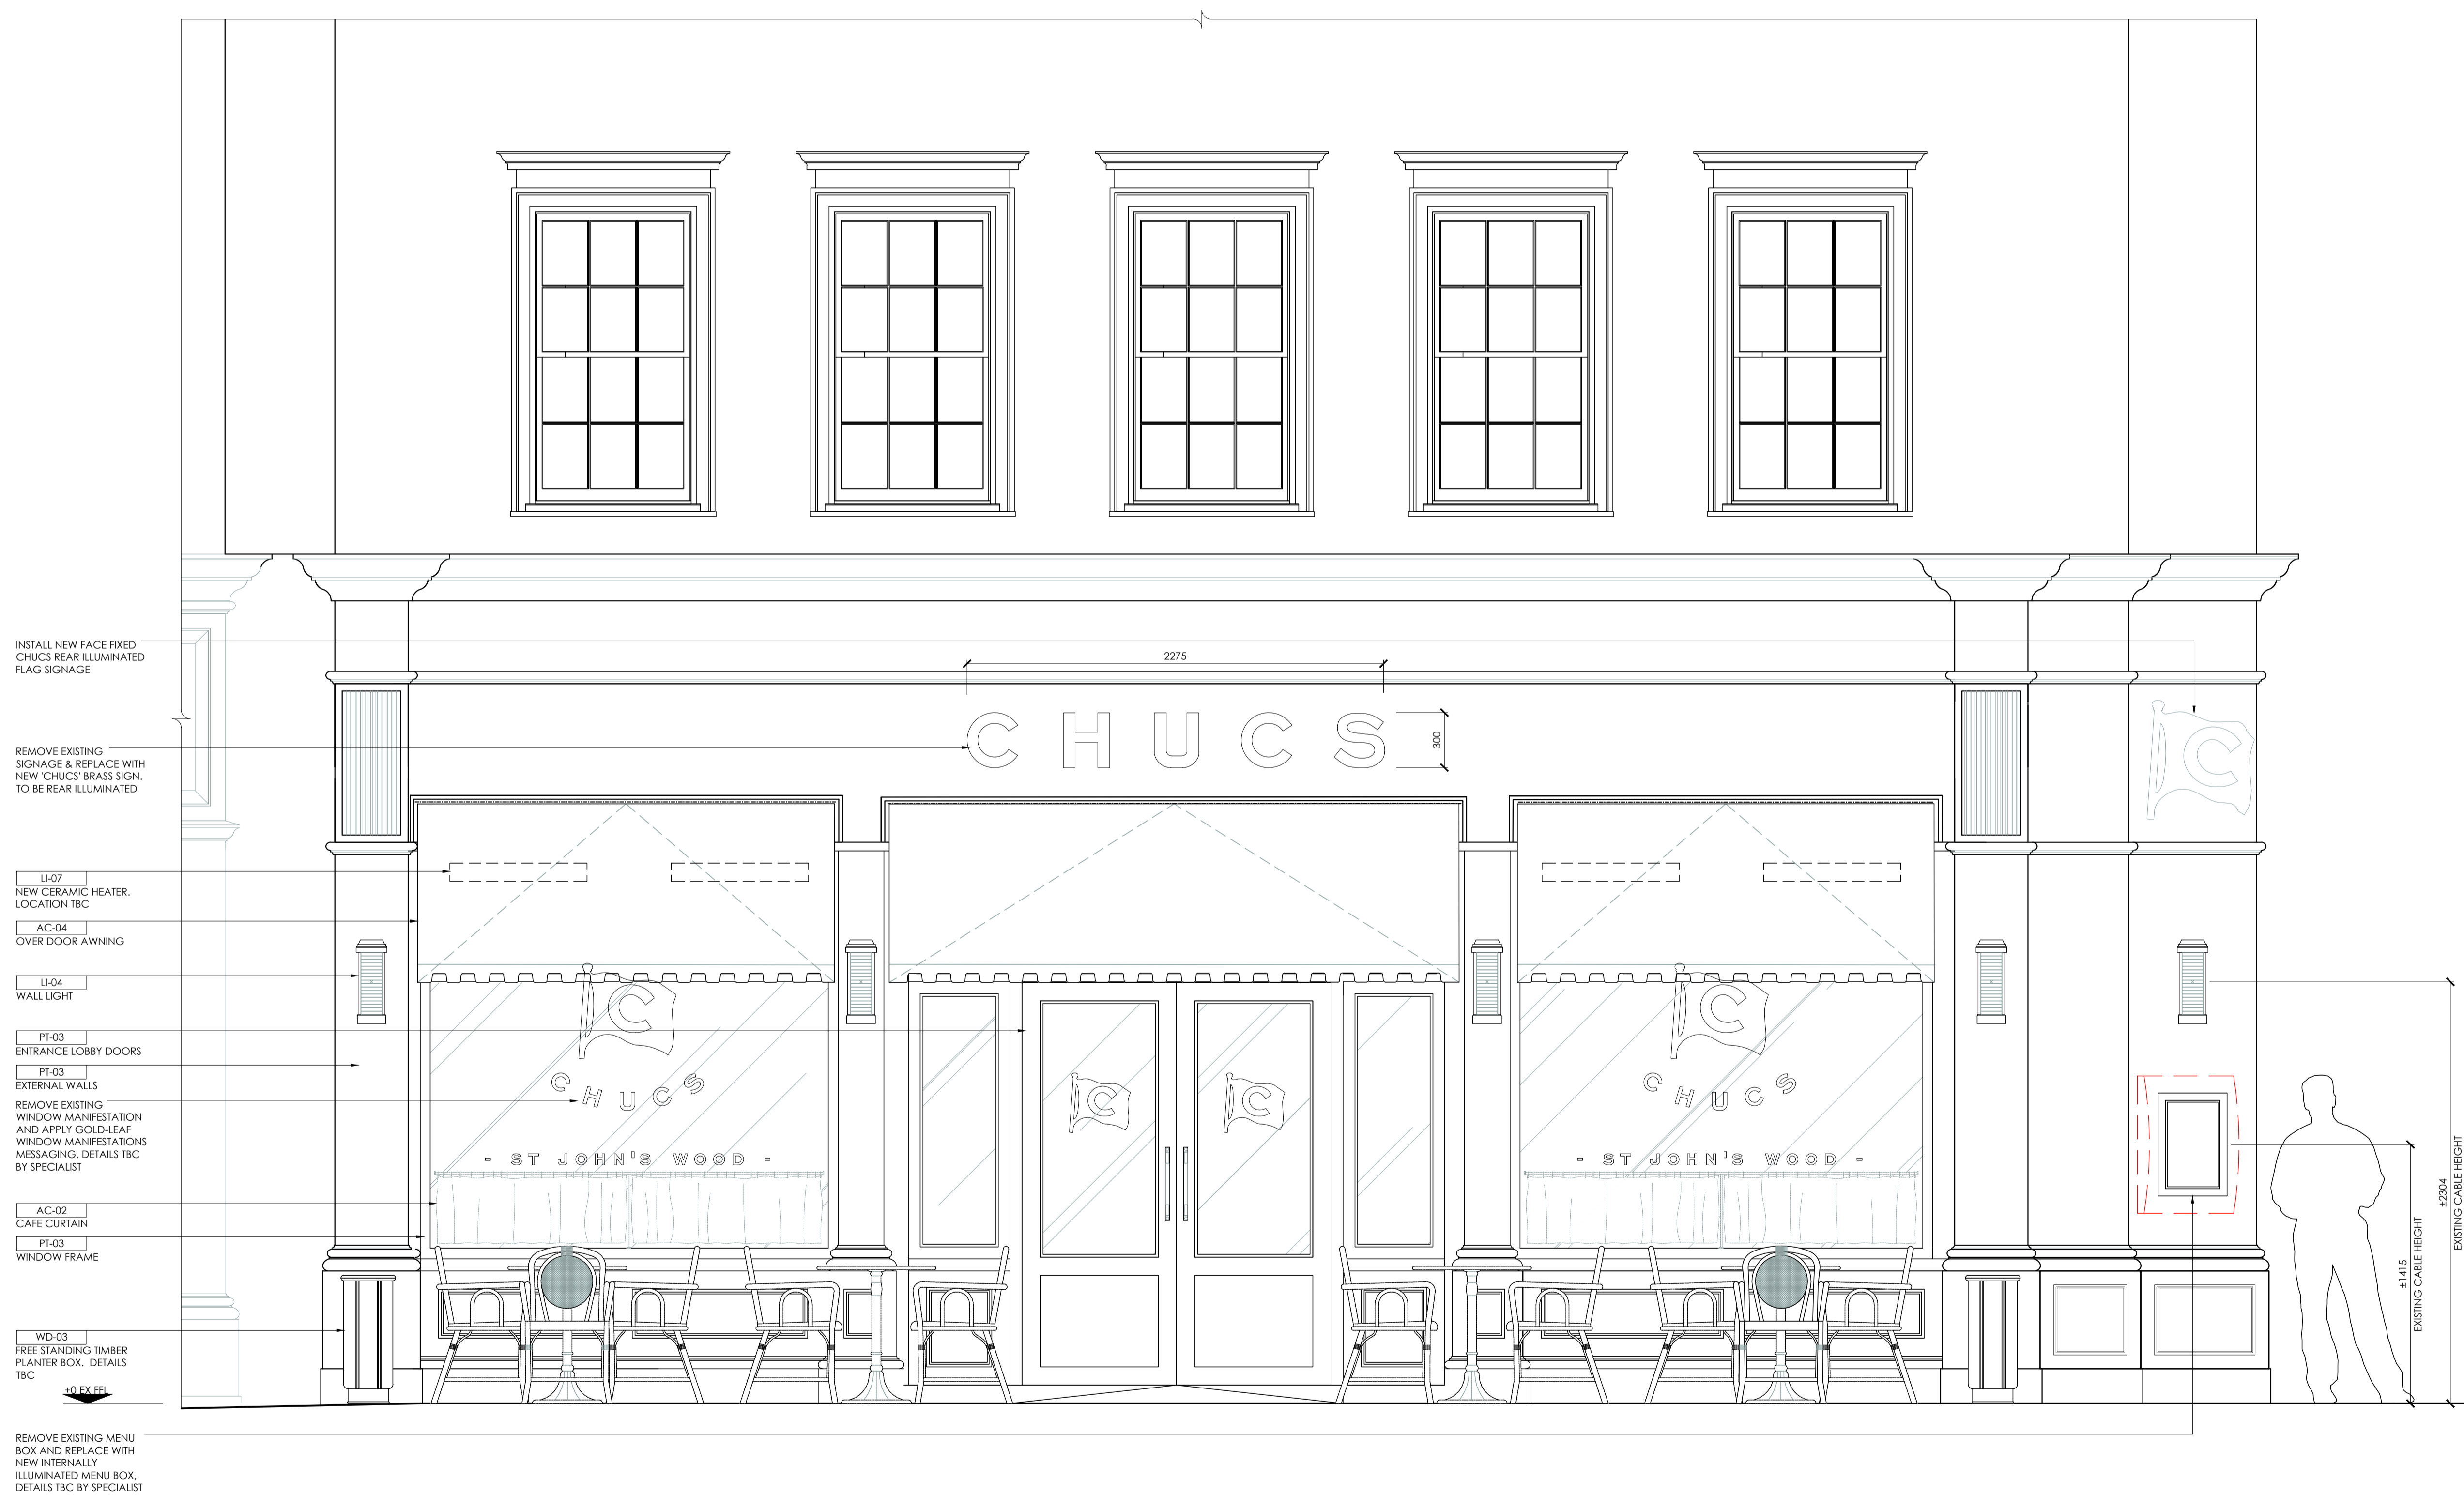 INSTALL NEW FACE FIXED
CHUCS REAR ILLUMINATED
FLAG SIGNAGE
2275
CHUCS
300
C
REMOVE EXISTING
SIGNAGE & REPLACE WITH
NEW 'CHUCS' BRASS SIGN.
TO BE REAR ILLUMINATED
LI-07
NEW CERAMIC HEATER.
LOCATION TBC
AC-04
OVER DOOR AWNING
LI-04
WALL LIGHT
PT-03
ENTRANCE LOBBY DOORS
PT-03
EXTERNAL WALLS
REMOVE EXISTING
WINDOW MANIFESTATION
AND APPLY GOLD-LEAF
WINDOW MANIFESTATIONS
MESSAGING, DETAILS TBC
BY SPECIALIST
AC-02
CAFE CURTAIN
PT-03
WINDOW FRAME
WD-03
FREE STANDING TIMBER
PLANTER BOX. DETAILS
TBC
±0 EX FFL
REMOVE EXISTING MENU
BOX AND REPLACE WITH
NEW INTERNALLY
ILLUMINATED MENU BOX,
DETAILS TBC BY SPECIALIST
C
CHUCS
- ST JOHN'S WOOD -
C
C
C
CHUCS
- ST JOHN'S WOOD -
±1415
EXISTING CABLE HEIGHT
±2304
EXISTING CABLE HEIGHT